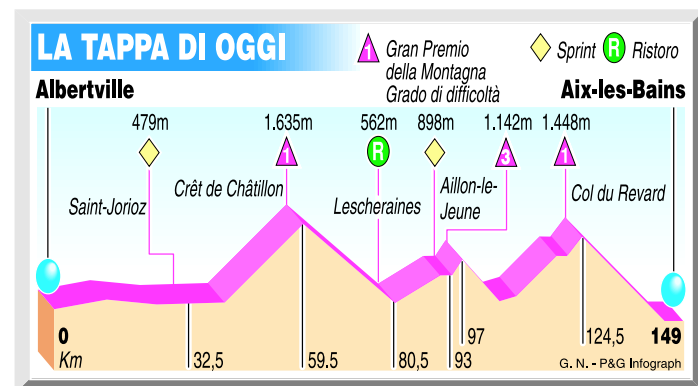 LA TAPPA DI OGGI
1 Gran Premio
della Montagna
Grado di difficoltà
Sprint R Ristoro
Albertville Aix-les-Bains
479m 1.635m 562m 898m 1.142m 1.448m
1 R 3 1
Saint-Jorioz Crêt de Châtillon Lescheraines Aillon-le-
Jeune Col du Revard
0 97 124,5 149
Km 32,5 59.5 80,5 93 G. N. - P&G Infograph